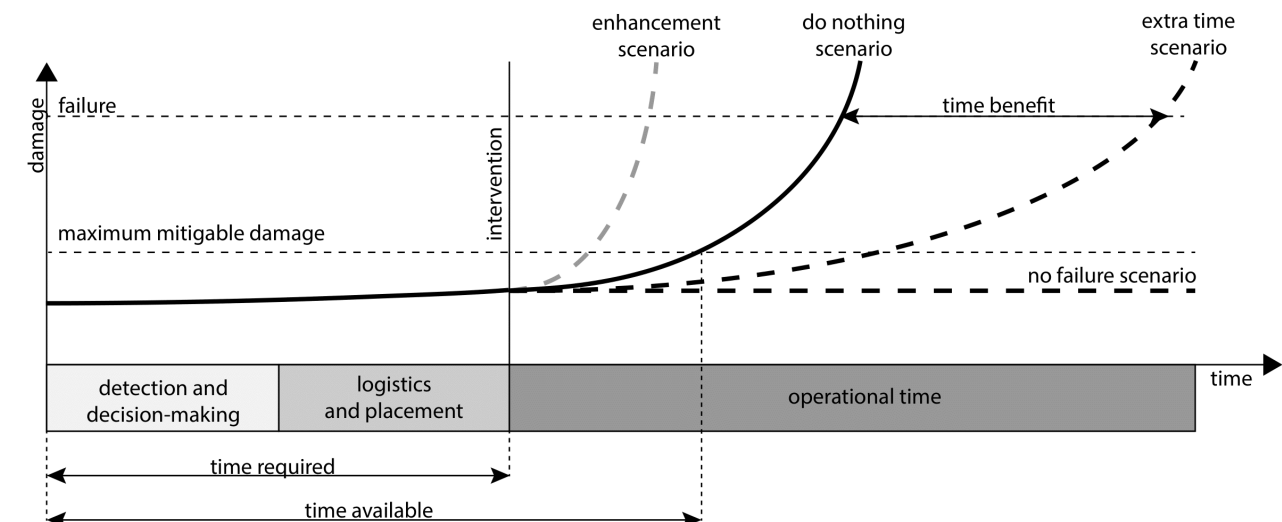 enhancement
scenario
do nothing
scenario
extra time
scenario
damage
failure
time benefit
intervention
maximum mitigable damage
no failure scenario
detection and
decision-making
logistics
and placement
operational time
time
time required
time available